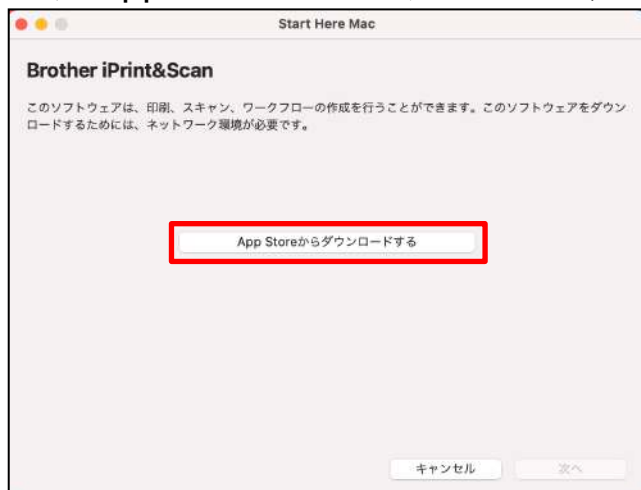 Start Here Mac
Brother iPrint&Scan
このソフトウェアは、印刷、スキャン、ワークフローの作成を行うことができます。このソフトウェアをダウン
ロードするためには、ネットワーク環境が必要です。
App Storeからダウンロードする
キャンセル
次へ